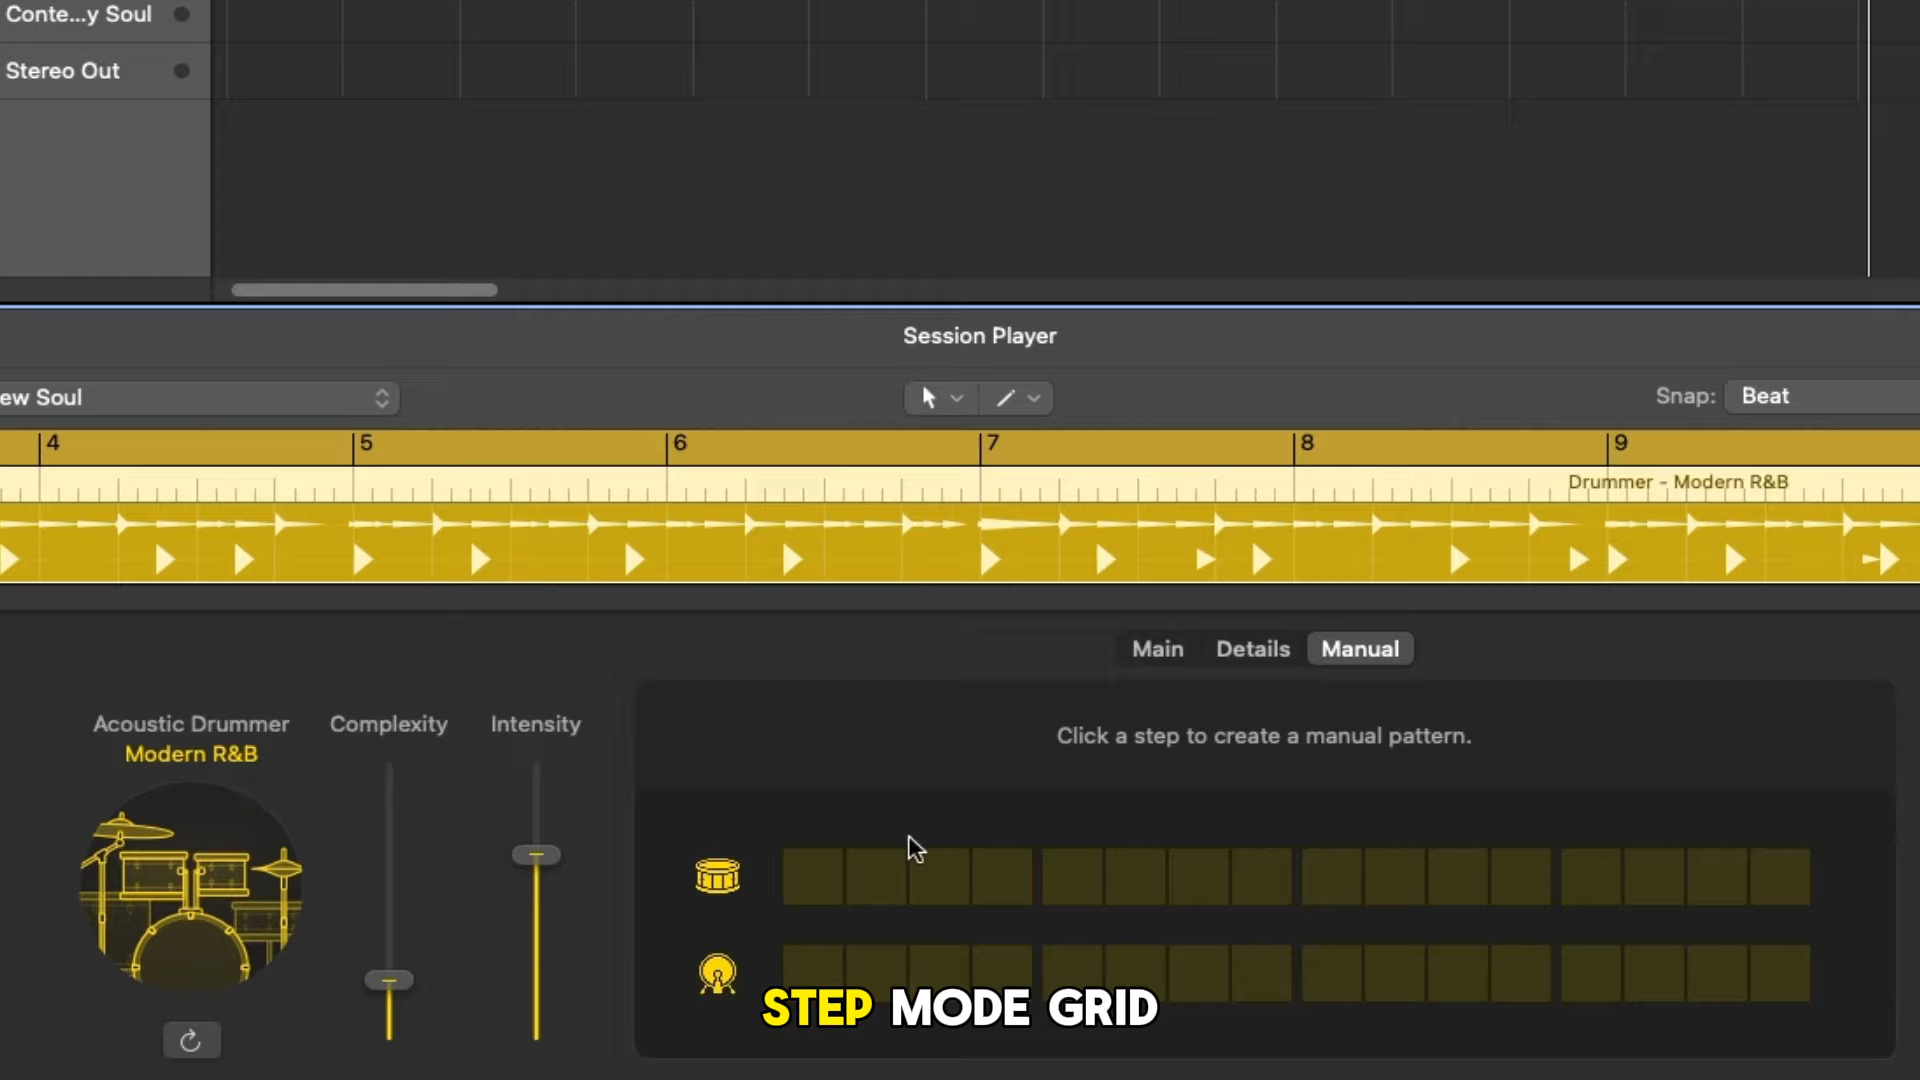 Conte...y Soul
Stereo Out
Session Player
ew Soul
Snap: Beat
4 5 6 7 8 9
Drummer - Modern R&B
Main Details Manual
Acoustic Drummer Complexity Intensity
Modern R&B
Click a step to create a manual pattern.
STEP MODE GRID